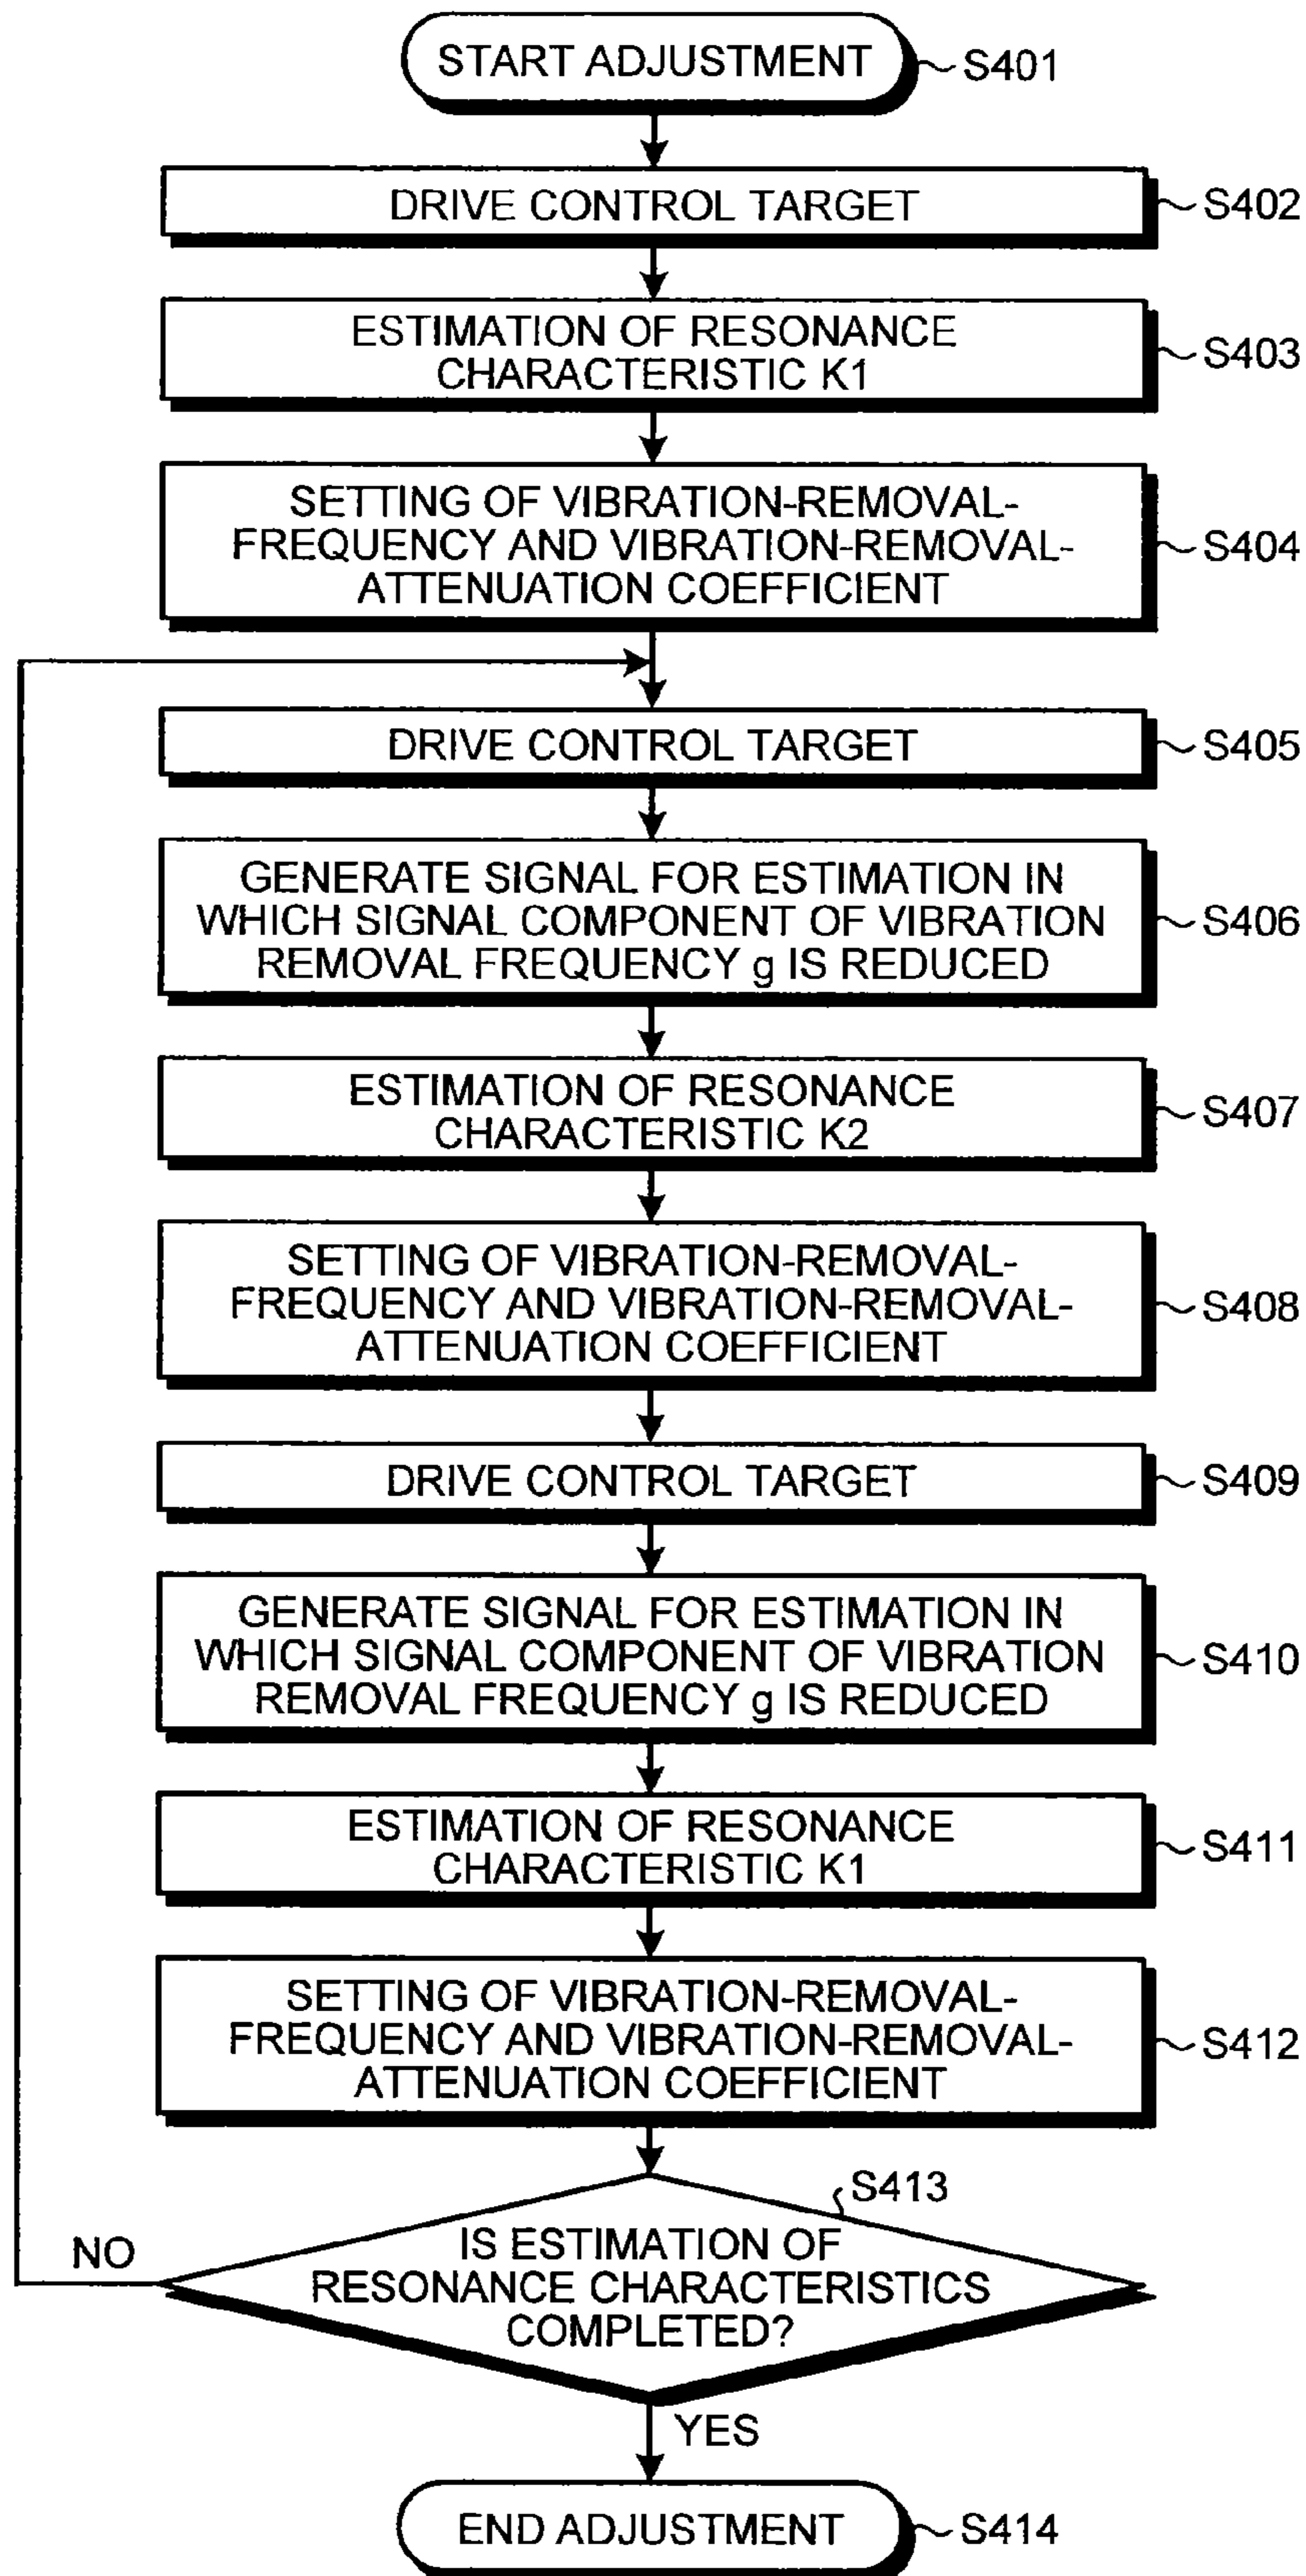 START ADJUSTMENT
S401
DRIVE CONTROL TARGET
S402
ESTIMATION OF RESONANCE
CHARACTERISTIC K1
S403
SETTING OF VIBRATION-REMOVAL-
FREQUENCY AND VIBRATION-REMOVAL-
ATTENUATION COEFFICIENT
S404
DRIVE CONTROL TARGET
S405
GENERATE SIGNAL FOR ESTIMATION IN
WHICH SIGNAL COMPONENT OF VIBRATION
REMOVAL FREQUENCY g IS REDUCED
S406
ESTIMATION OF RESONANCE
CHARACTERISTIC K2
S407
SETTING OF VIBRATION-REMOVAL-
FREQUENCY AND VIBRATION-REMOVAL-
ATTENUATION COEFFICIENT
S408
DRIVE CONTROL TARGET
S409
GENERATE SIGNAL FOR ESTIMATION IN
WHICH SIGNAL COMPONENT OF VIBRATION
REMOVAL FREQUENCY g IS REDUCED
S410
ESTIMATION OF RESONANCE
CHARACTERISTIC K1
S411
SETTING OF VIBRATION-REMOVAL-
FREQUENCY AND VIBRATION-REMOVAL-
ATTENUATION COEFFICIENT
S412
S413
NO
IS ESTIMATION OF
RESONANCE CHARACTERISTICS
COMPLETED?
YES
END ADJUSTMENT
S414